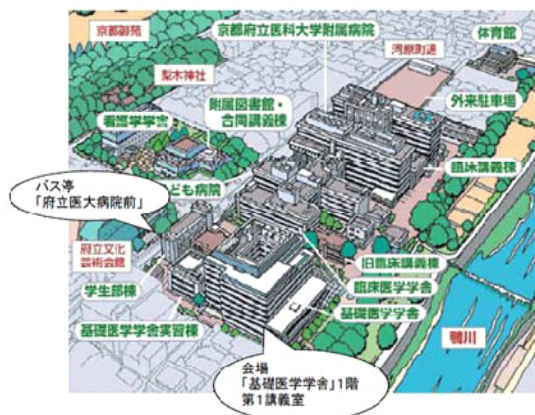 京都御苑
京都府立医科大学附属病院
体育館
河原町通
梨木神社
附属図書館・
合同講義棟
外来駐車場
看護学学舎
臨床講義棟
ども病院
バス停
「府立医大病院前」
府立文化
芸術会館
旧臨床講義棟
学生部棟
臨床医学学舎
基礎医学学舎
基礎医学学舎実習棟
鴨川
会場
「基礎医学学舎」1階
第1講義室